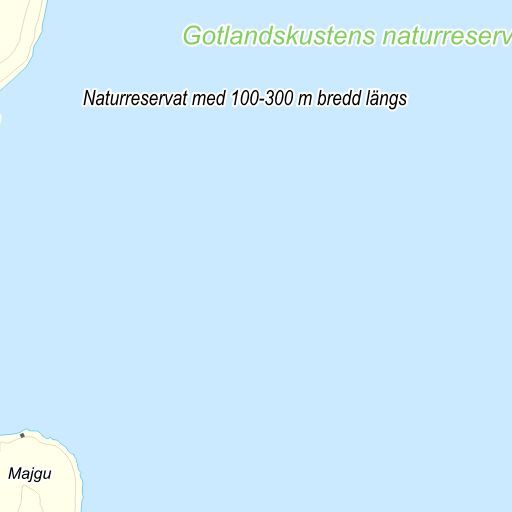 Gotlandskustens naturreserv
Naturreservat med 100-300 m bredd längs
Majgu